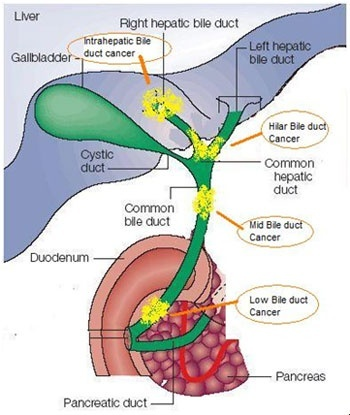 Liver
Right hepatic bile duct
Intrahepatic Bile
duct cancer
Gallbladder
Left hepatic
bile duct
Hilar Bile duct
Cancer
Cystic
duct
Common
hepatic
duct
Common
bile duct
Mid Bile duct
Cancer
Duodenum
Low Bile duct
Cancer
Pancreas
Pancreatic duct